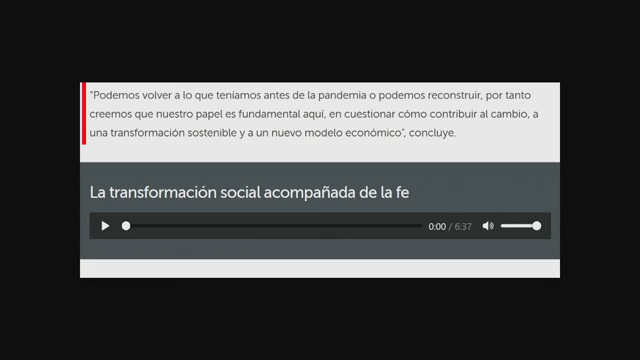 "Podemos volver a lo que teníamos antes de la pandemia o podemos reconstruir, por tanto
creemos que nuestro papel es fundamental aquí, en cuestionar cómo contribuir al cambio, a
una transformación sostenible y a un nuevo modelo económico", concluye.
La transformación social acompañada de la fe
0:00 / 6:37